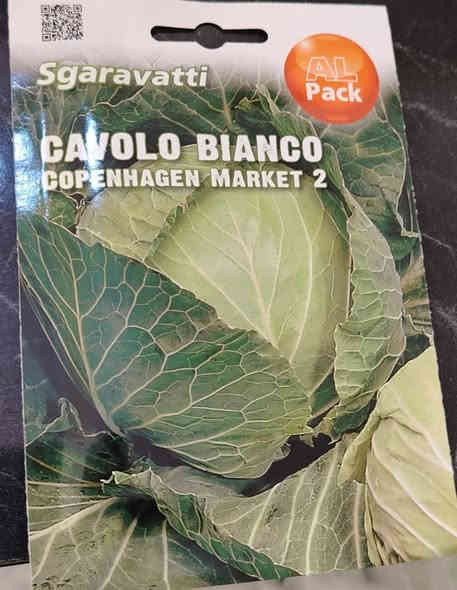 Sgaravatti
AL
Pack
CAVOLO BIANCO
COPENHAGEN MARKET 2